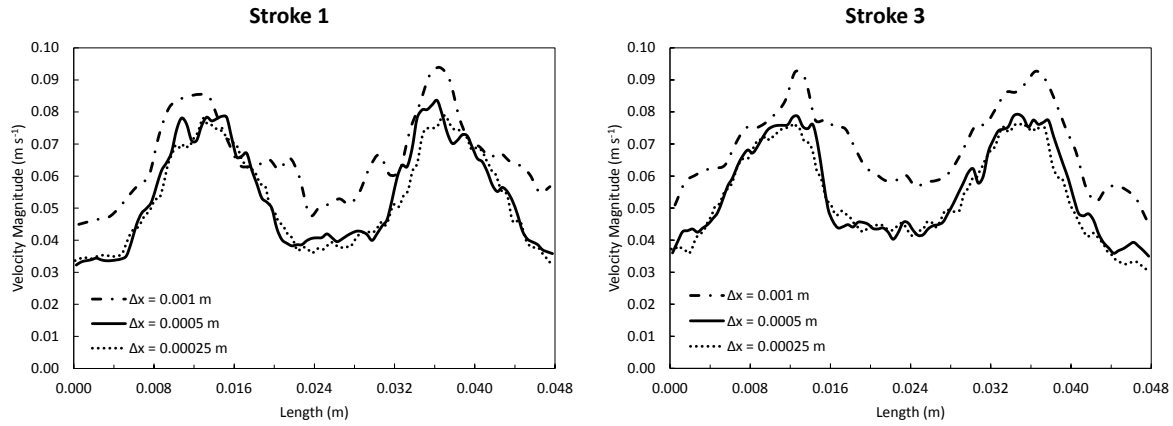 Stroke 1
0.10
0.09
0.08
0.07
0.06
0.05
0.04
0.03
0.02
0.01
0.00
Velocity Magnitude (m s⁻¹)
Δx = 0.001 m
Δx = 0.0005 m
Δx = 0.00025 m
0.000 0.008 0.016 0.024 0.032 0.040 0.048
Length (m)
Stroke 3
0.10
0.09
0.08
0.07
0.06
0.05
0.04
0.03
0.02
0.01
0.00
Velocity Magnitude (m s⁻¹)
Δx = 0.001 m
Δx = 0.0005 m
Δx = 0.00025 m
0.000 0.008 0.016 0.024 0.032 0.040 0.048
Length (m)